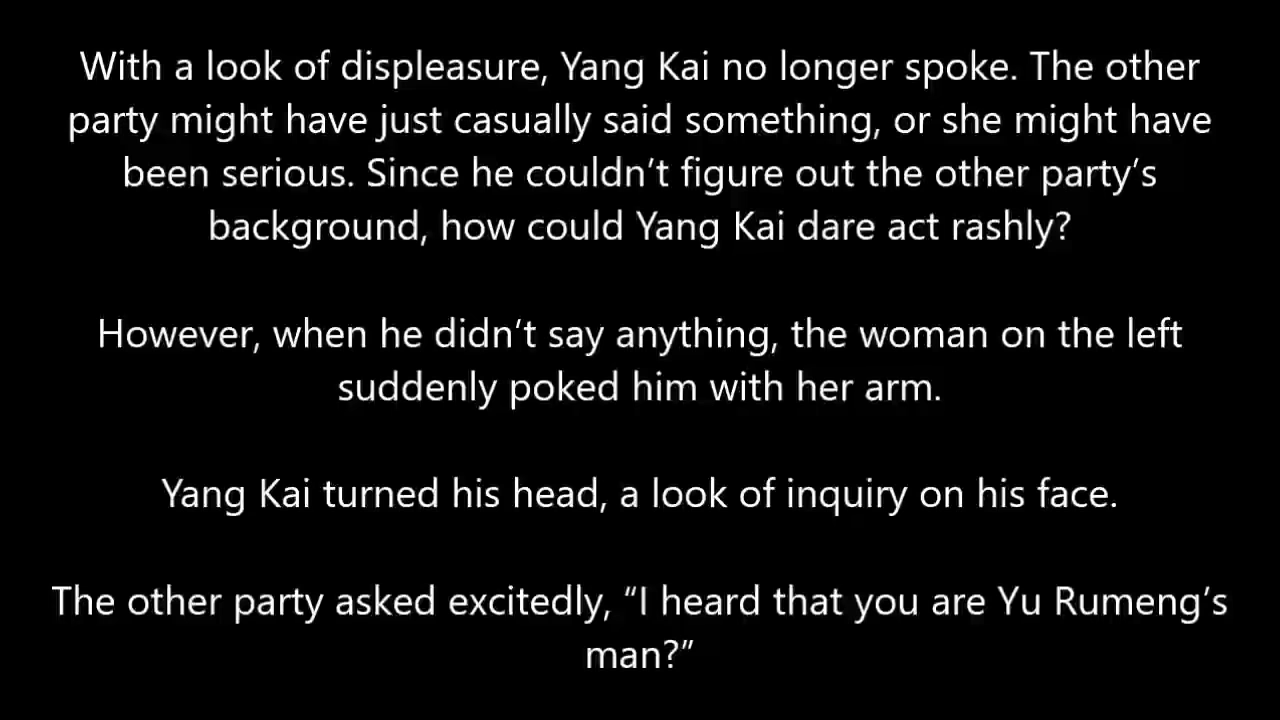 With a look of displeasure, Yang Kai no longer spoke. The other
party might have just casually said something, or she might have
been serious. Since he couldn’t figure out the other party’s
background, how could Yang Kai dare act rashly?
However, when he didn’t say anything, the woman on the left
suddenly poked him with her arm.
Yang Kai turned his head, a look of inquiry on his face.
The other party asked excitedly, “I heard that you are Yu Rumeng’s
man?”